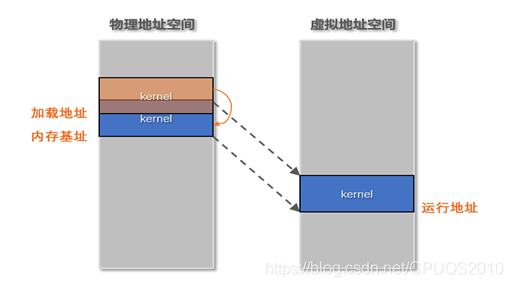 物理地址空间
虚拟地址空间
kernel
加载地址
kernel
内存基址
kernel
运行地址
https://blog.csdn.net/CPUOS2010